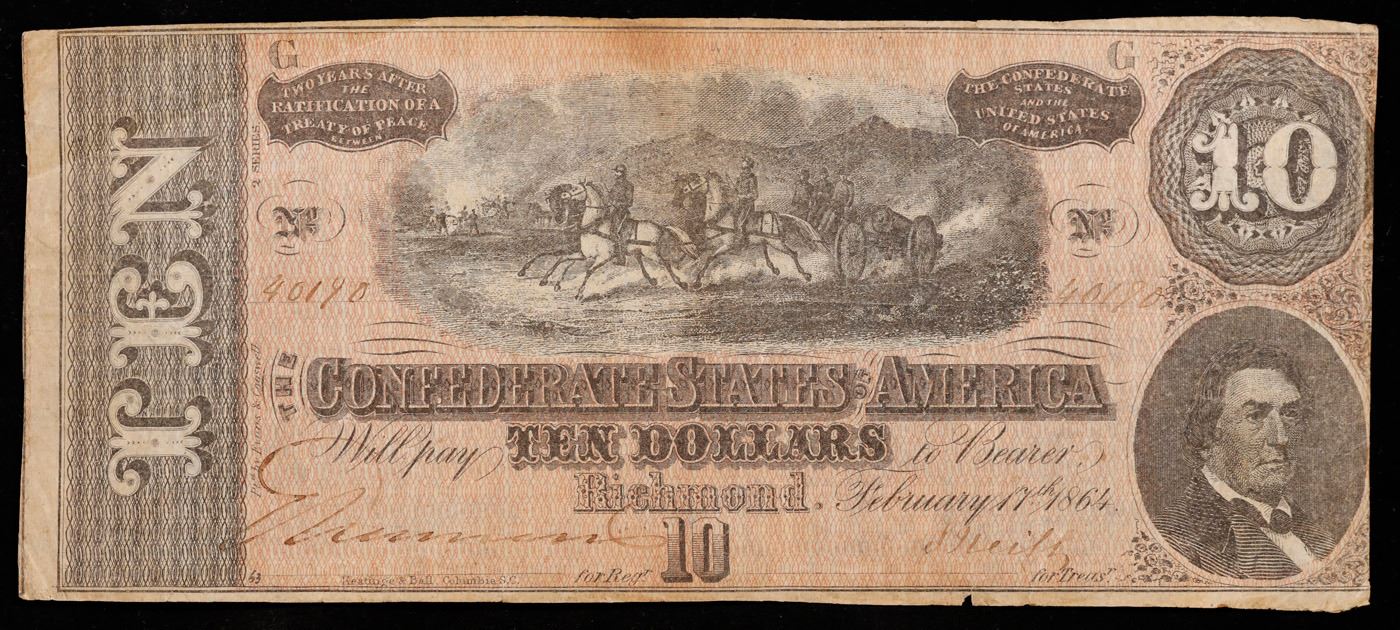 G
G
TWO YEARS AFTER
THE
RATIFICATION OF A
TREATY OF PEACE
BETWEEN
THE CONFEDERATE
STATES
AND THE
UNITED STATES
OF AMERICA
10
TEN
2 SERIES
No
No
40190
40190
THE
CONFEDERATE STATES OF AMERICA
Will pay TEN DOLLARS to Bearer
Richmond. February 17th 1864.
10
63
Keatinge & Ball Columbia S.C.
for Regr.
for Treasr.